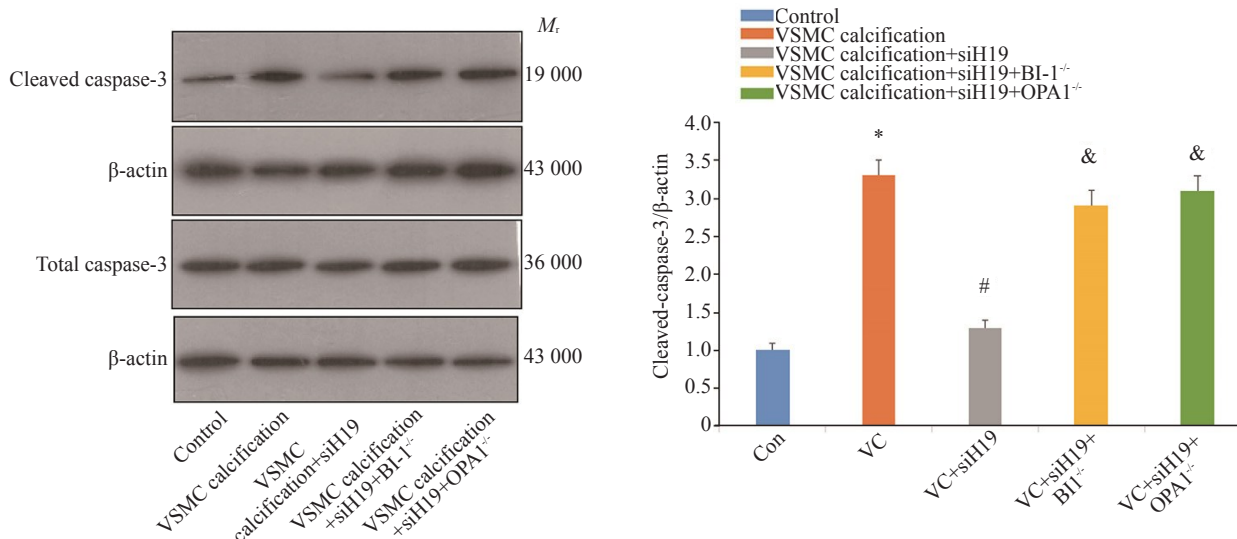 Mr
Cleaved caspase-3
19 000
β-actin
43 000
Total caspase-3
36 000
β-actin
43 000
Control
VSMC calcification
VSMC
calcification+siH19
VSMC calcification
+siH19+BI-1-/-
VSMC calcification
+siH19+OPA1-/-
Control
VSMC calcification
VSMC calcification+siH19
VSMC calcification+siH19+BI-1-/-
VSMC calcification+siH19+OPA1-/-
Cleaved-caspase-3/β-actin
4.0
3.5
3.0
2.5
2.0
1.5
1.0
0.5
0
*
#
&
&
Con
VC
VC+siH19
VC+siH19+
BI1-/-
VC+siH19+
OPA1-/-